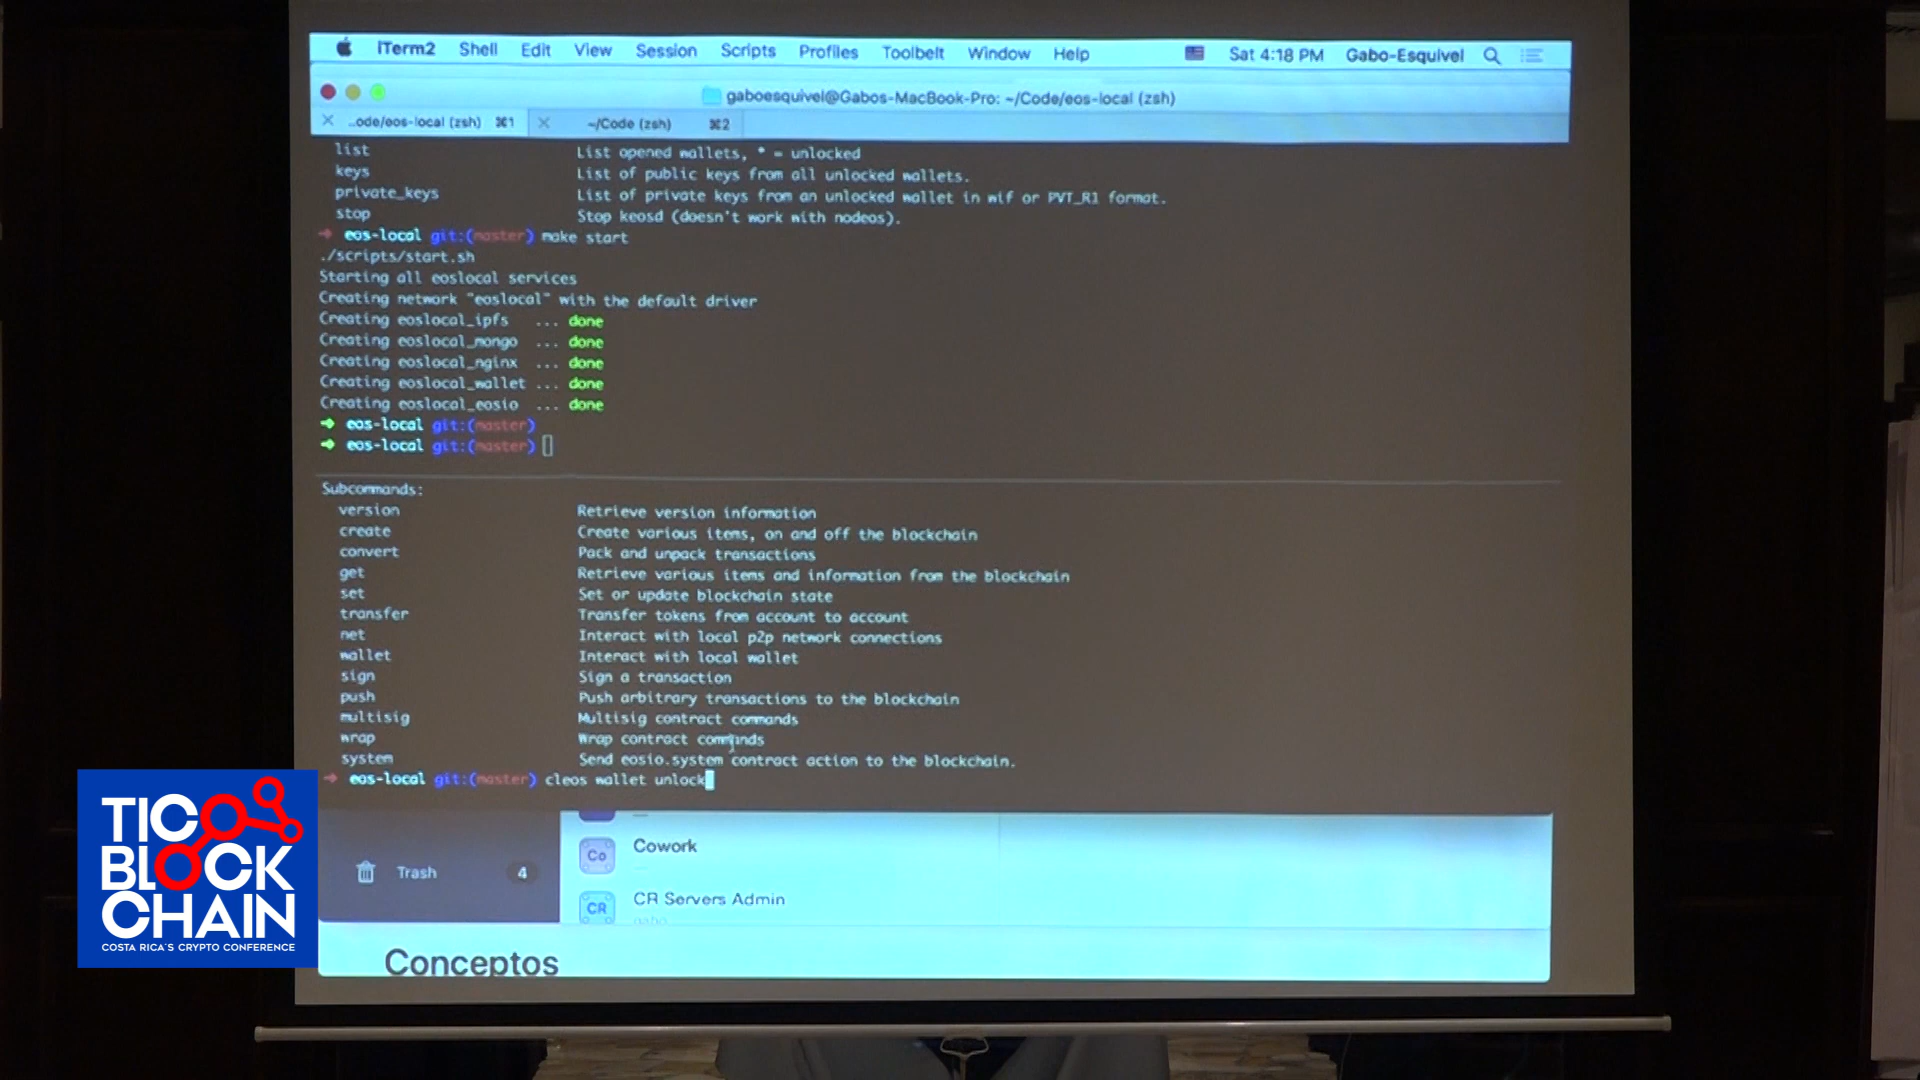 iTerm2 Shell Edit View Session Scripts Profiles Toolbelt Window Help Sat 4:18 PM Gabo-Esquivel
gaboesquivel@Gabos-MacBook-Pro: ~/Code/eos-local (zsh)
..ode/eos-local (zsh) ⌘1 ~/Code (zsh) ⌘2
list List opened wallets, * = unlocked
keys List of public keys from all unlocked wallets.
private_keys List of private keys from an unlocked wallet in wif or PVT_R1 format.
stop Stop keosd (doesn't work with nodeos).
➜ eos-local git:(master) make start
./scripts/start.sh
Starting all eoslocal services
Creating network "eoslocal" with the default driver
Creating eoslocal_ipfs ... done
Creating eoslocal_mongo ... done
Creating eoslocal_nginx ... done
Creating eoslocal_wallet ... done
Creating eoslocal_eosio ... done
➜ eos-local git:(master)
➜ eos-local git:(master)
Subcommands:
version Retrieve version information
create Create various items, on and off the blockchain
convert Pack and unpack transactions
get Retrieve various items and information from the blockchain
set Set or update blockchain state
transfer Transfer tokens from account to account
net Interact with local p2p network connections
wallet Interact with local wallet
sign Sign a transaction
push Push arbitrary transactions to the blockchain
multisig Multisig contract commands
wrap Wrap contract commands
system Send eosio.system contract action to the blockchain.
➜ eos-local git:(master) cleos wallet unlock
Co Cowork
Trash 4
CR CR Servers Admin
gabo
Conceptos
TICO
BLOCK
CHAIN
COSTA RICA'S CRYPTO CONFERENCE